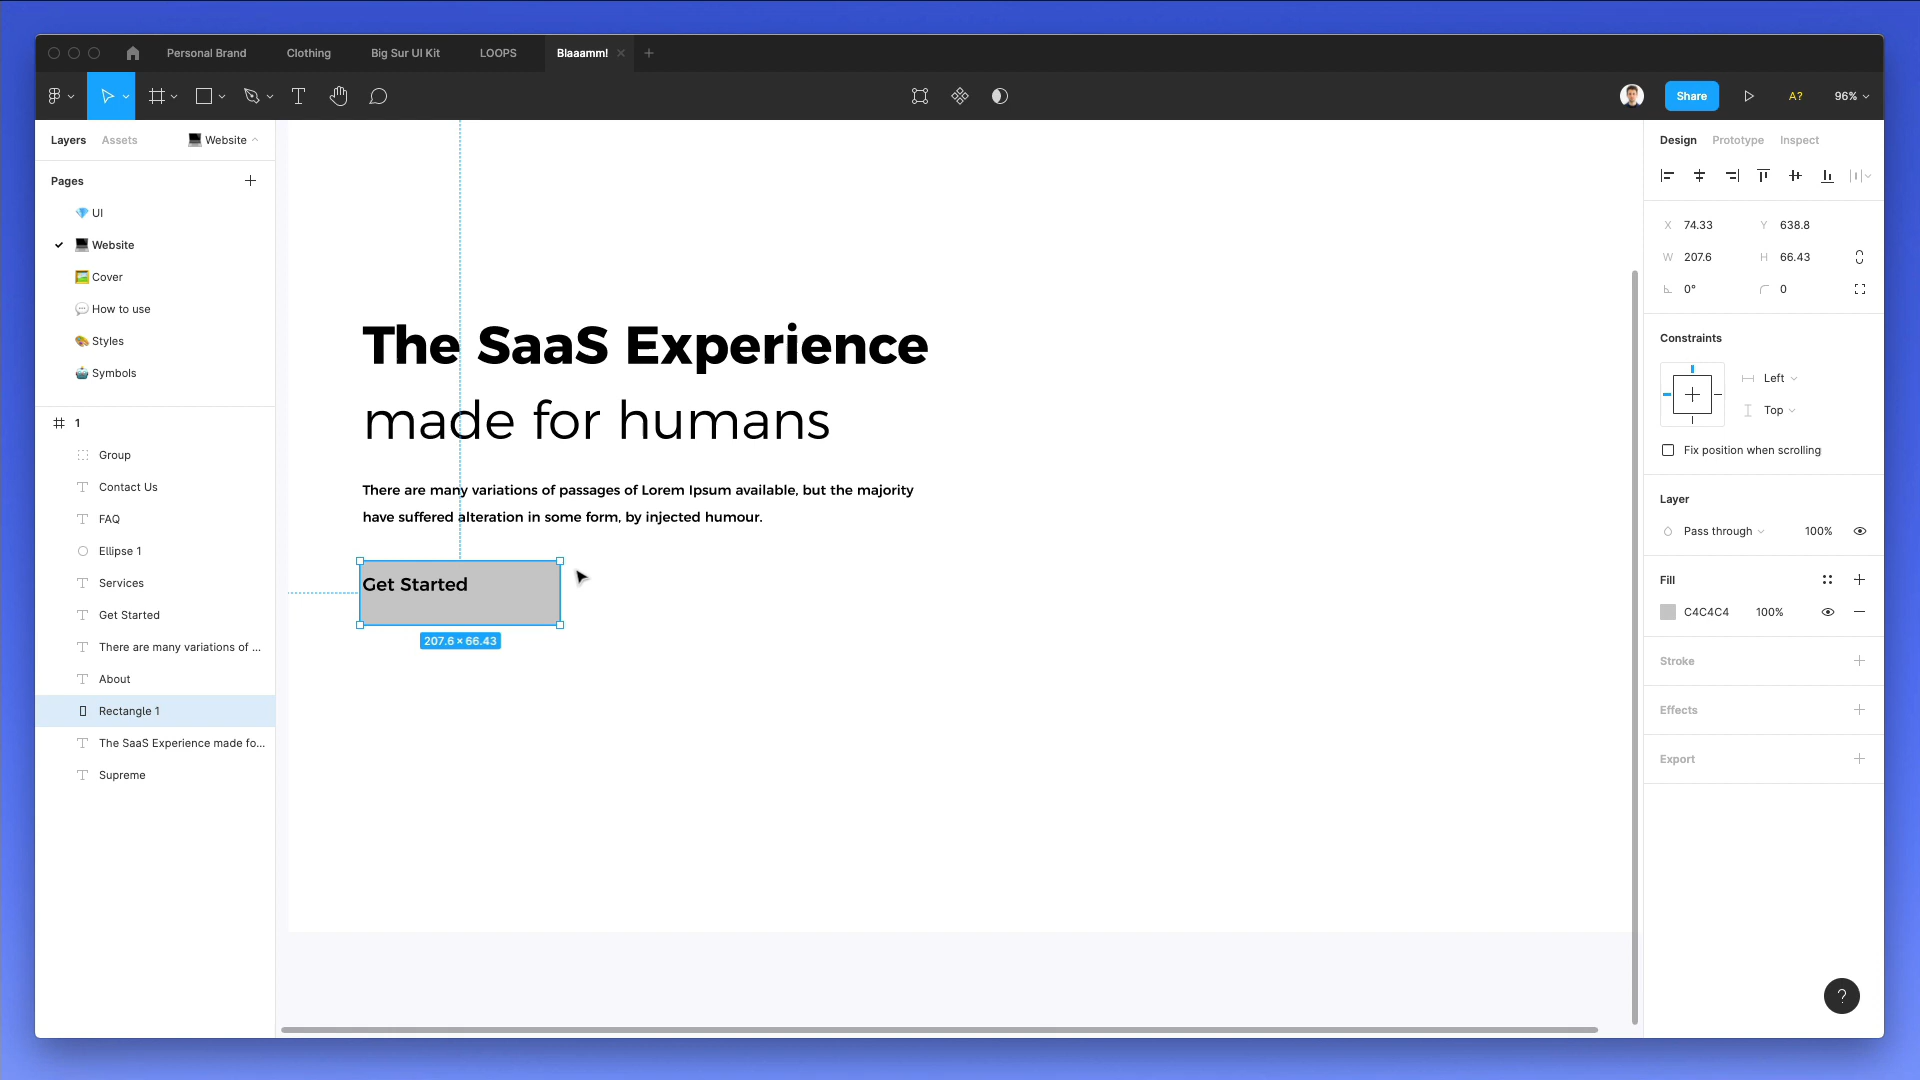 Personal Brand
Clothing
Big Sur UI Kit
LOOPS
Blaaamm!
Share
A?
96%
Layers
Assets
Website
Pages
UI
Website
Cover
How to use
Styles
Symbols
1
Group
Contact Us
FAQ
Ellipse 1
Services
Get Started
There are many variations of ...
About
Rectangle 1
The SaaS Experience made fo...
Supreme
The SaaS Experience
made for humans
There are many variations of passages of Lorem Ipsum available, but the majority
have suffered alteration in some form, by injected humour.
Get Started
207.6 × 66.43
Design
Prototype
Inspect
X 74.33 Y 638.8
W 207.6 H 66.43
0° 0
Constraints
Left
Top
Fix position when scrolling
Layer
Pass through 100%
Fill
C4C4C4 100%
Stroke
Effects
Export
?